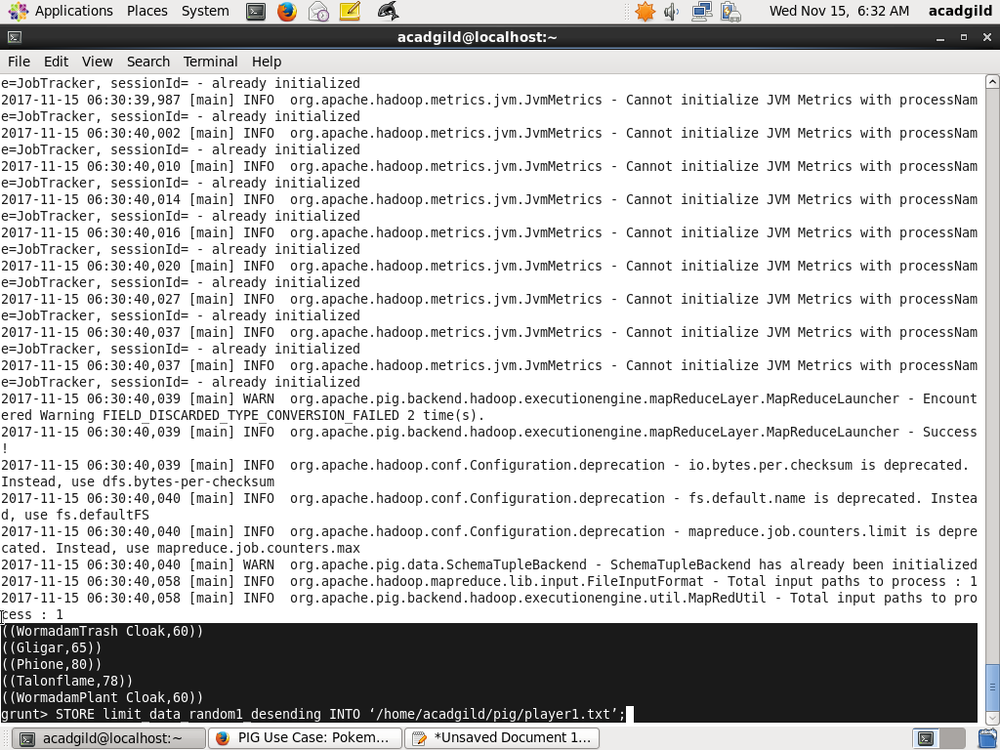 Applications Places System
Wed Nov 15, 6:32 AM acadgild
acadgild@localhost:~
File Edit View Search Terminal Help
e=JobTracker, sessionId= - already initialized
2017-11-15 06:30:39,987 [main] INFO  org.apache.hadoop.metrics.jvm.JvmMetrics - Cannot initialize JVM Metrics with processNam
e=JobTracker, sessionId= - already initialized
2017-11-15 06:30:40,002 [main] INFO  org.apache.hadoop.metrics.jvm.JvmMetrics - Cannot initialize JVM Metrics with processNam
e=JobTracker, sessionId= - already initialized
2017-11-15 06:30:40,010 [main] INFO  org.apache.hadoop.metrics.jvm.JvmMetrics - Cannot initialize JVM Metrics with processNam
e=JobTracker, sessionId= - already initialized
2017-11-15 06:30:40,014 [main] INFO  org.apache.hadoop.metrics.jvm.JvmMetrics - Cannot initialize JVM Metrics with processNam
e=JobTracker, sessionId= - already initialized
2017-11-15 06:30:40,016 [main] INFO  org.apache.hadoop.metrics.jvm.JvmMetrics - Cannot initialize JVM Metrics with processNam
e=JobTracker, sessionId= - already initialized
2017-11-15 06:30:40,020 [main] INFO  org.apache.hadoop.metrics.jvm.JvmMetrics - Cannot initialize JVM Metrics with processNam
e=JobTracker, sessionId= - already initialized
2017-11-15 06:30:40,027 [main] INFO  org.apache.hadoop.metrics.jvm.JvmMetrics - Cannot initialize JVM Metrics with processNam
e=JobTracker, sessionId= - already initialized
2017-11-15 06:30:40,037 [main] INFO  org.apache.hadoop.metrics.jvm.JvmMetrics - Cannot initialize JVM Metrics with processNam
e=JobTracker, sessionId= - already initialized
2017-11-15 06:30:40,037 [main] INFO  org.apache.hadoop.metrics.jvm.JvmMetrics - Cannot initialize JVM Metrics with processNam
e=JobTracker, sessionId= - already initialized
2017-11-15 06:30:40,039 [main] WARN  org.apache.pig.backend.hadoop.executionengine.mapReduceLayer.MapReduceLauncher - Encount
ered Warning FIELD_DISCARDED_TYPE_CONVERSION_FAILED 2 time(s).
2017-11-15 06:30:40,039 [main] INFO  org.apache.pig.backend.hadoop.executionengine.mapReduceLayer.MapReduceLauncher - Success
!
2017-11-15 06:30:40,039 [main] INFO  org.apache.hadoop.conf.Configuration.deprecation - io.bytes.per.checksum is deprecated.
Instead, use dfs.bytes-per-checksum
2017-11-15 06:30:40,040 [main] INFO  org.apache.hadoop.conf.Configuration.deprecation - fs.default.name is deprecated. Instea
d, use fs.defaultFS
2017-11-15 06:30:40,040 [main] INFO  org.apache.hadoop.conf.Configuration.deprecation - mapreduce.job.counters.limit is depre
cated. Instead, use mapreduce.job.counters.max
2017-11-15 06:30:40,040 [main] WARN  org.apache.pig.data.SchemaTupleBackend - SchemaTupleBackend has already been initialized
2017-11-15 06:30:40,058 [main] INFO  org.apache.hadoop.mapreduce.lib.input.FileInputFormat - Total input paths to process : 1
2017-11-15 06:30:40,058 [main] INFO  org.apache.pig.backend.hadoop.executionengine.util.MapRedUtil - Total input paths to pro
cess : 1
((WormadamTrash Cloak,60))
((Gligar,65))
((Phione,80))
((Talonflame,78))
((WormadamPlant Cloak,60))
grunt> STORE limit_data_random1_desending INTO ‘/home/acadgild/pig/player1.txt’;
acadgild@localhost:~
PIG Use Case: Pokem...
*Unsaved Document 1...